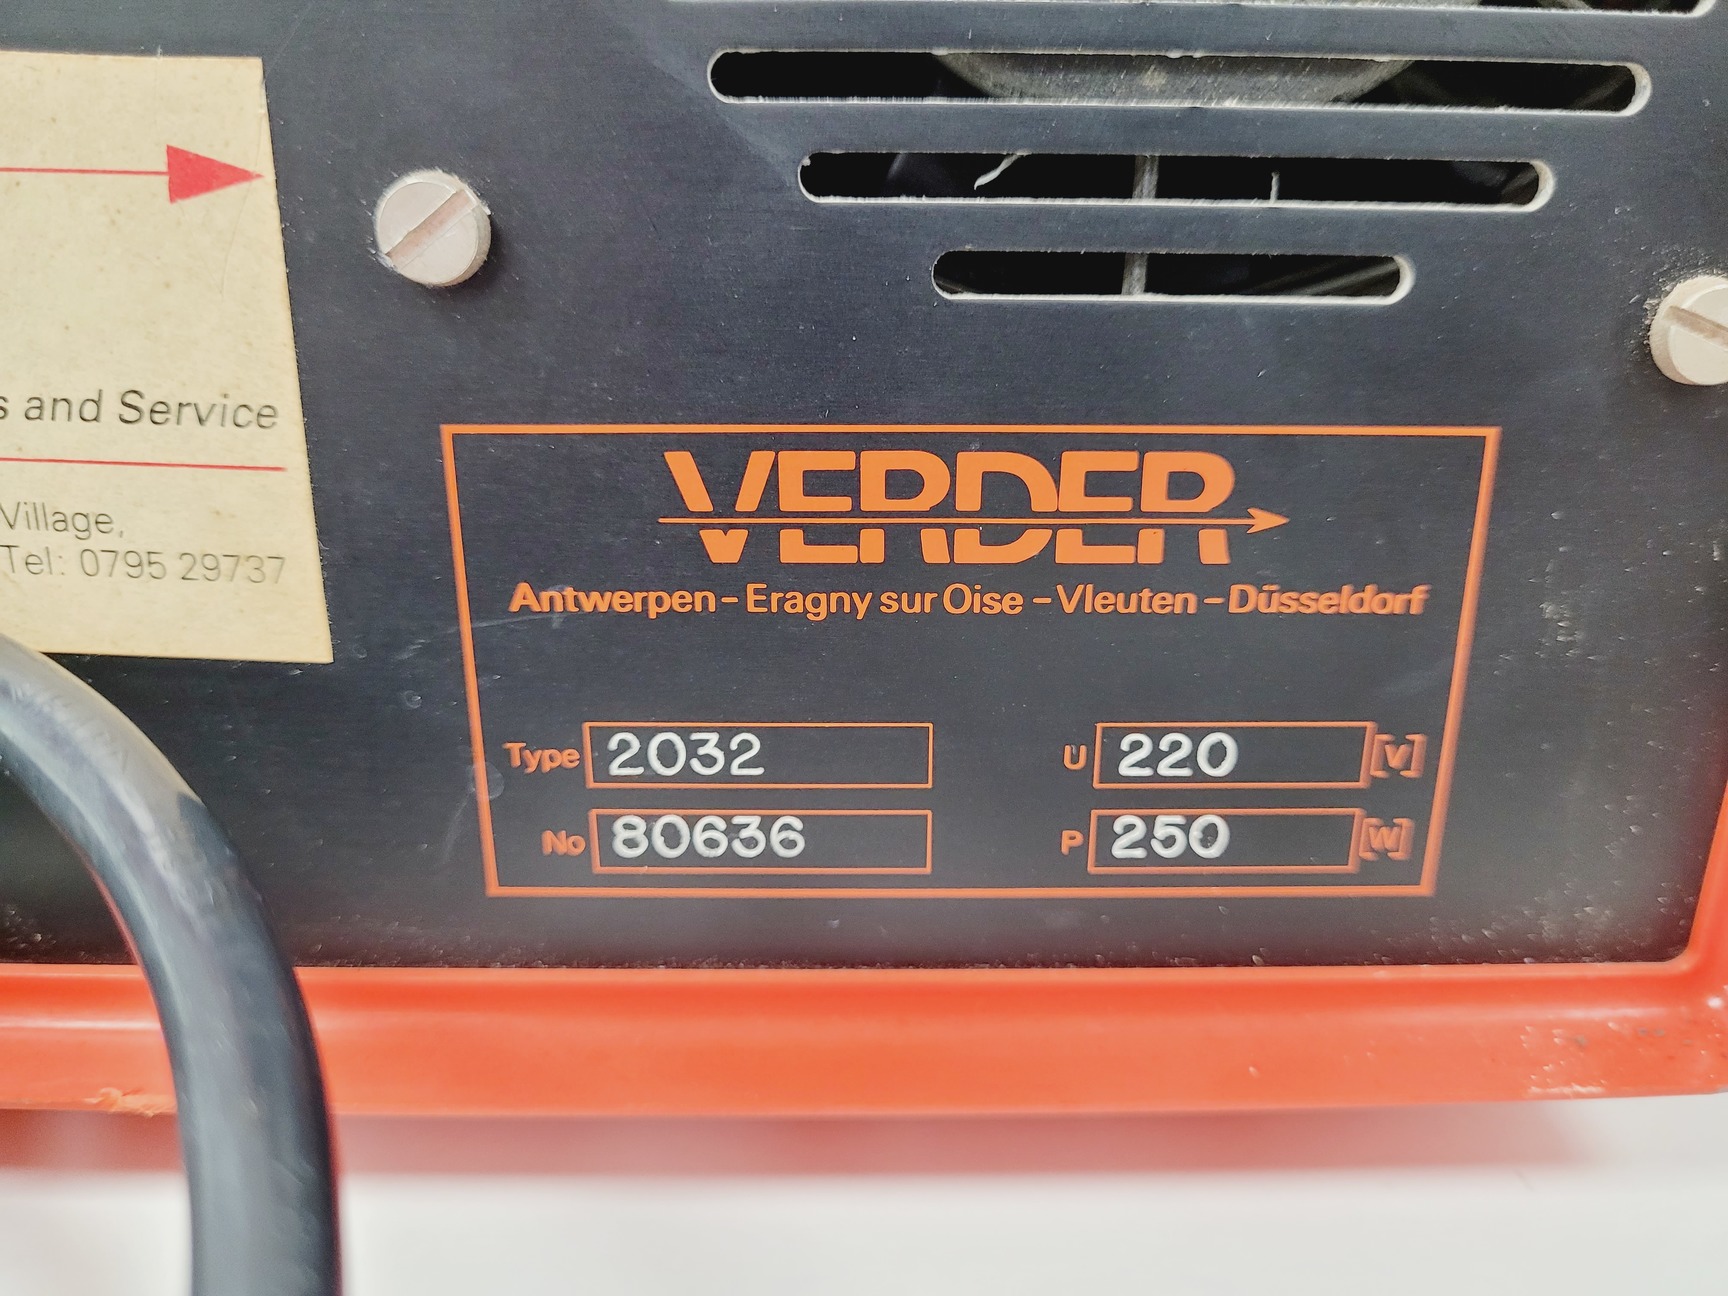 s and Service
Village,
Tel: 0795 29737
VERDER
Antwerpen - Eragny sur Oise - Vleuten - Düsseldorf
Type 2032 U 220 [V]
No 80636 P 250 [W]